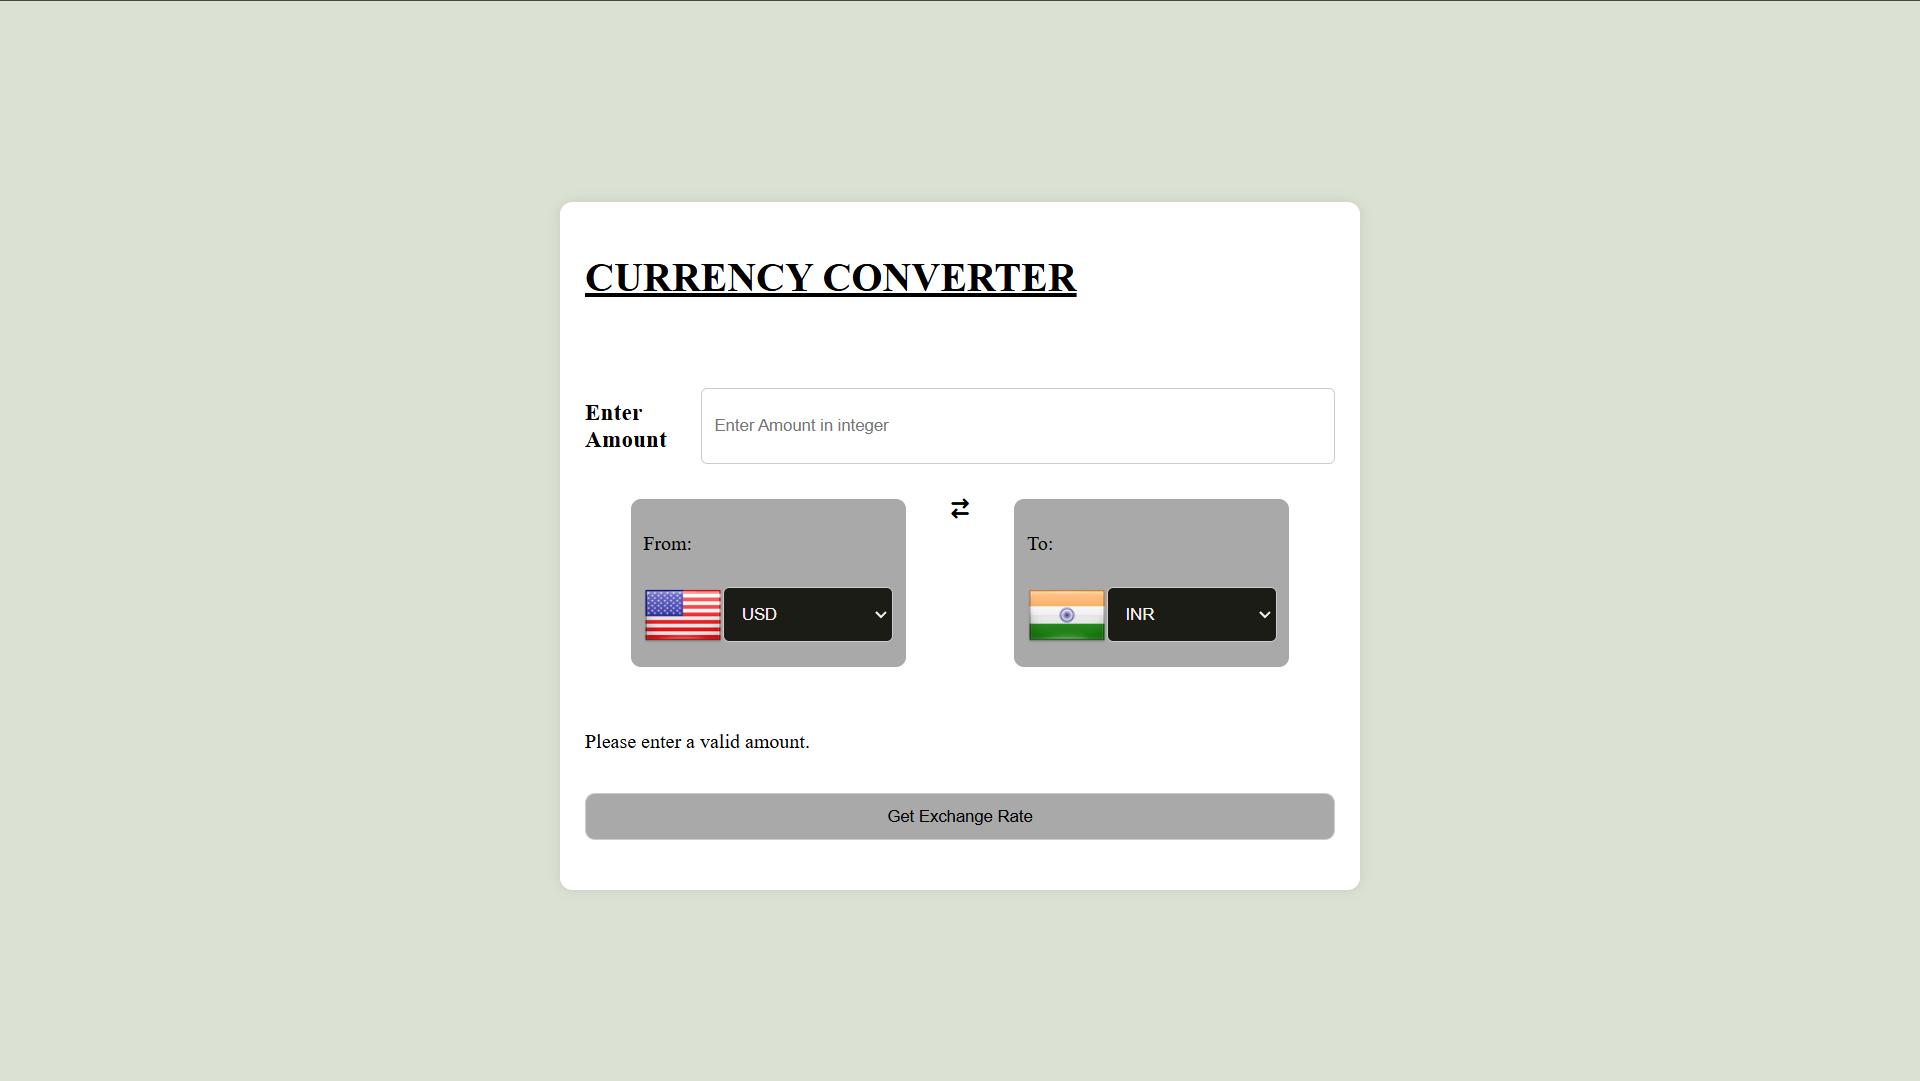 CURRENCY CONVERTER
Enter
Amount
Enter Amount in integer
From:
To:
USD
INR
Please enter a valid amount.
Get Exchange Rate